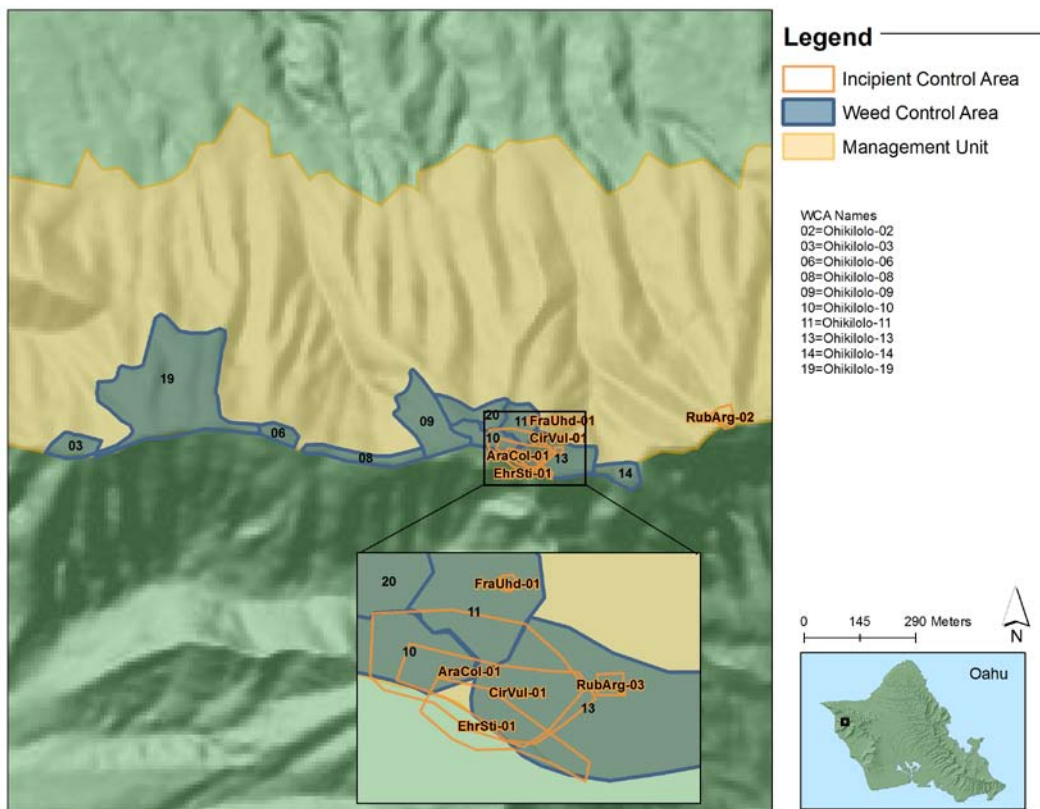 Legend
Incipient Control Area
Weed Control Area
Management Unit
WCA Names
02=Ohikilolo-02
03=Ohikilolo-03
06=Ohikilolo-06
08=Ohikilolo-08
09=Ohikilolo-09
10=Ohikilolo-10
11=Ohikilolo-11
13=Ohikilolo-13
14=Ohikilolo-14
19=Ohikilolo-19
19
03
06
08
09
20
11
FraUhd-01
10
CirVul-01
AraCol-01
13
EhrSti-01
14
RubArg-02
20
FraUhd-01
11
10
AraCol-01
CirVul-01
RubArg-03
13
EhrSti-01
0 145 290 Meters
N
Oahu